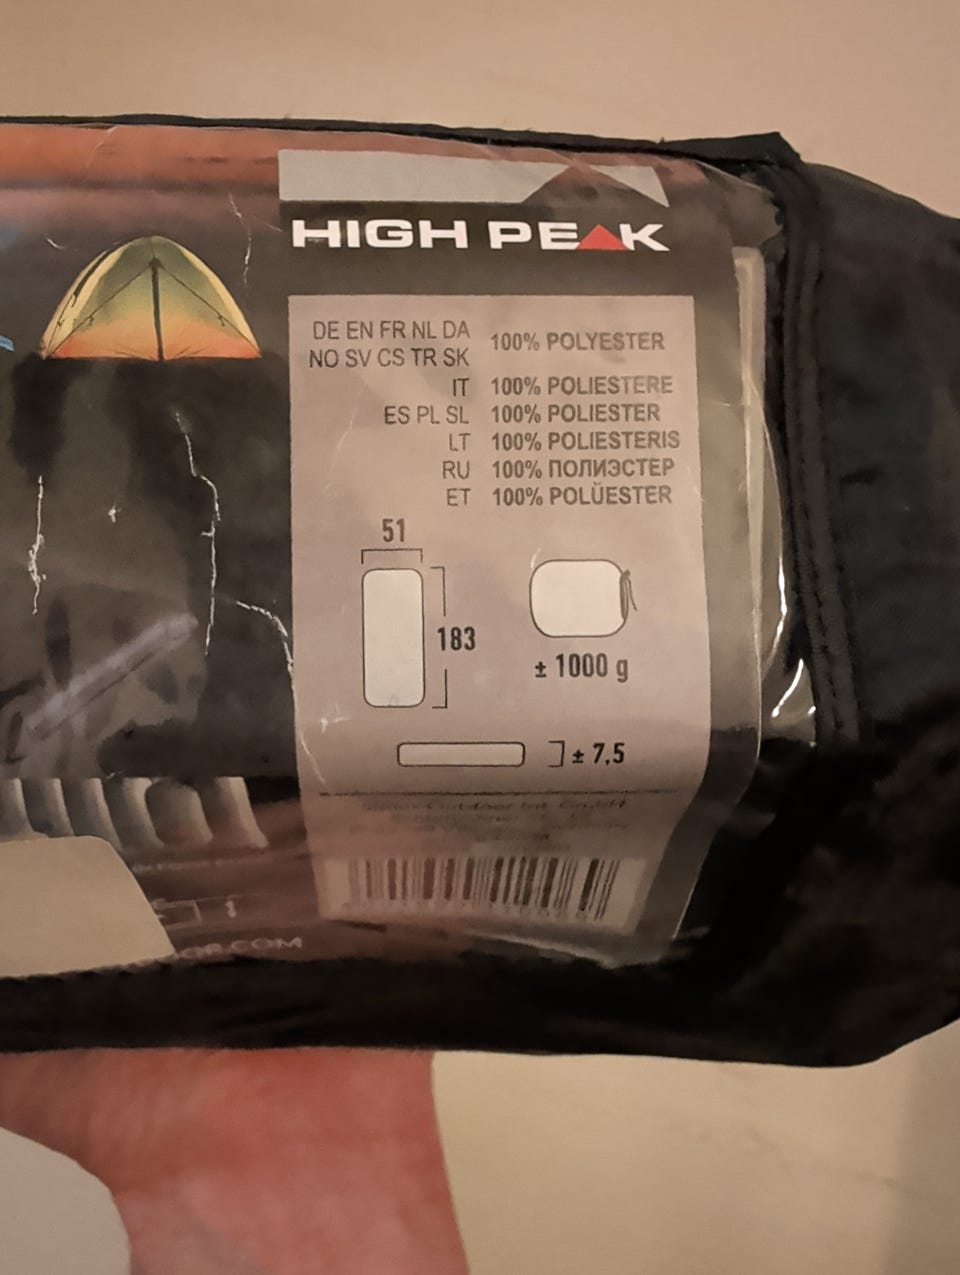 HIGH PEAK
DE EN FR NL DA
NO SV CS TR SK 100% POLYESTER
IT 100% POLIESTERE
ES PL SL 100% POLIESTER
LT 100% POLIESTERIS
RU 100% ПОЛИЭСТЕР
ET 100% POLÜESTER
51
183
± 1000 g
± 7,5
.COM